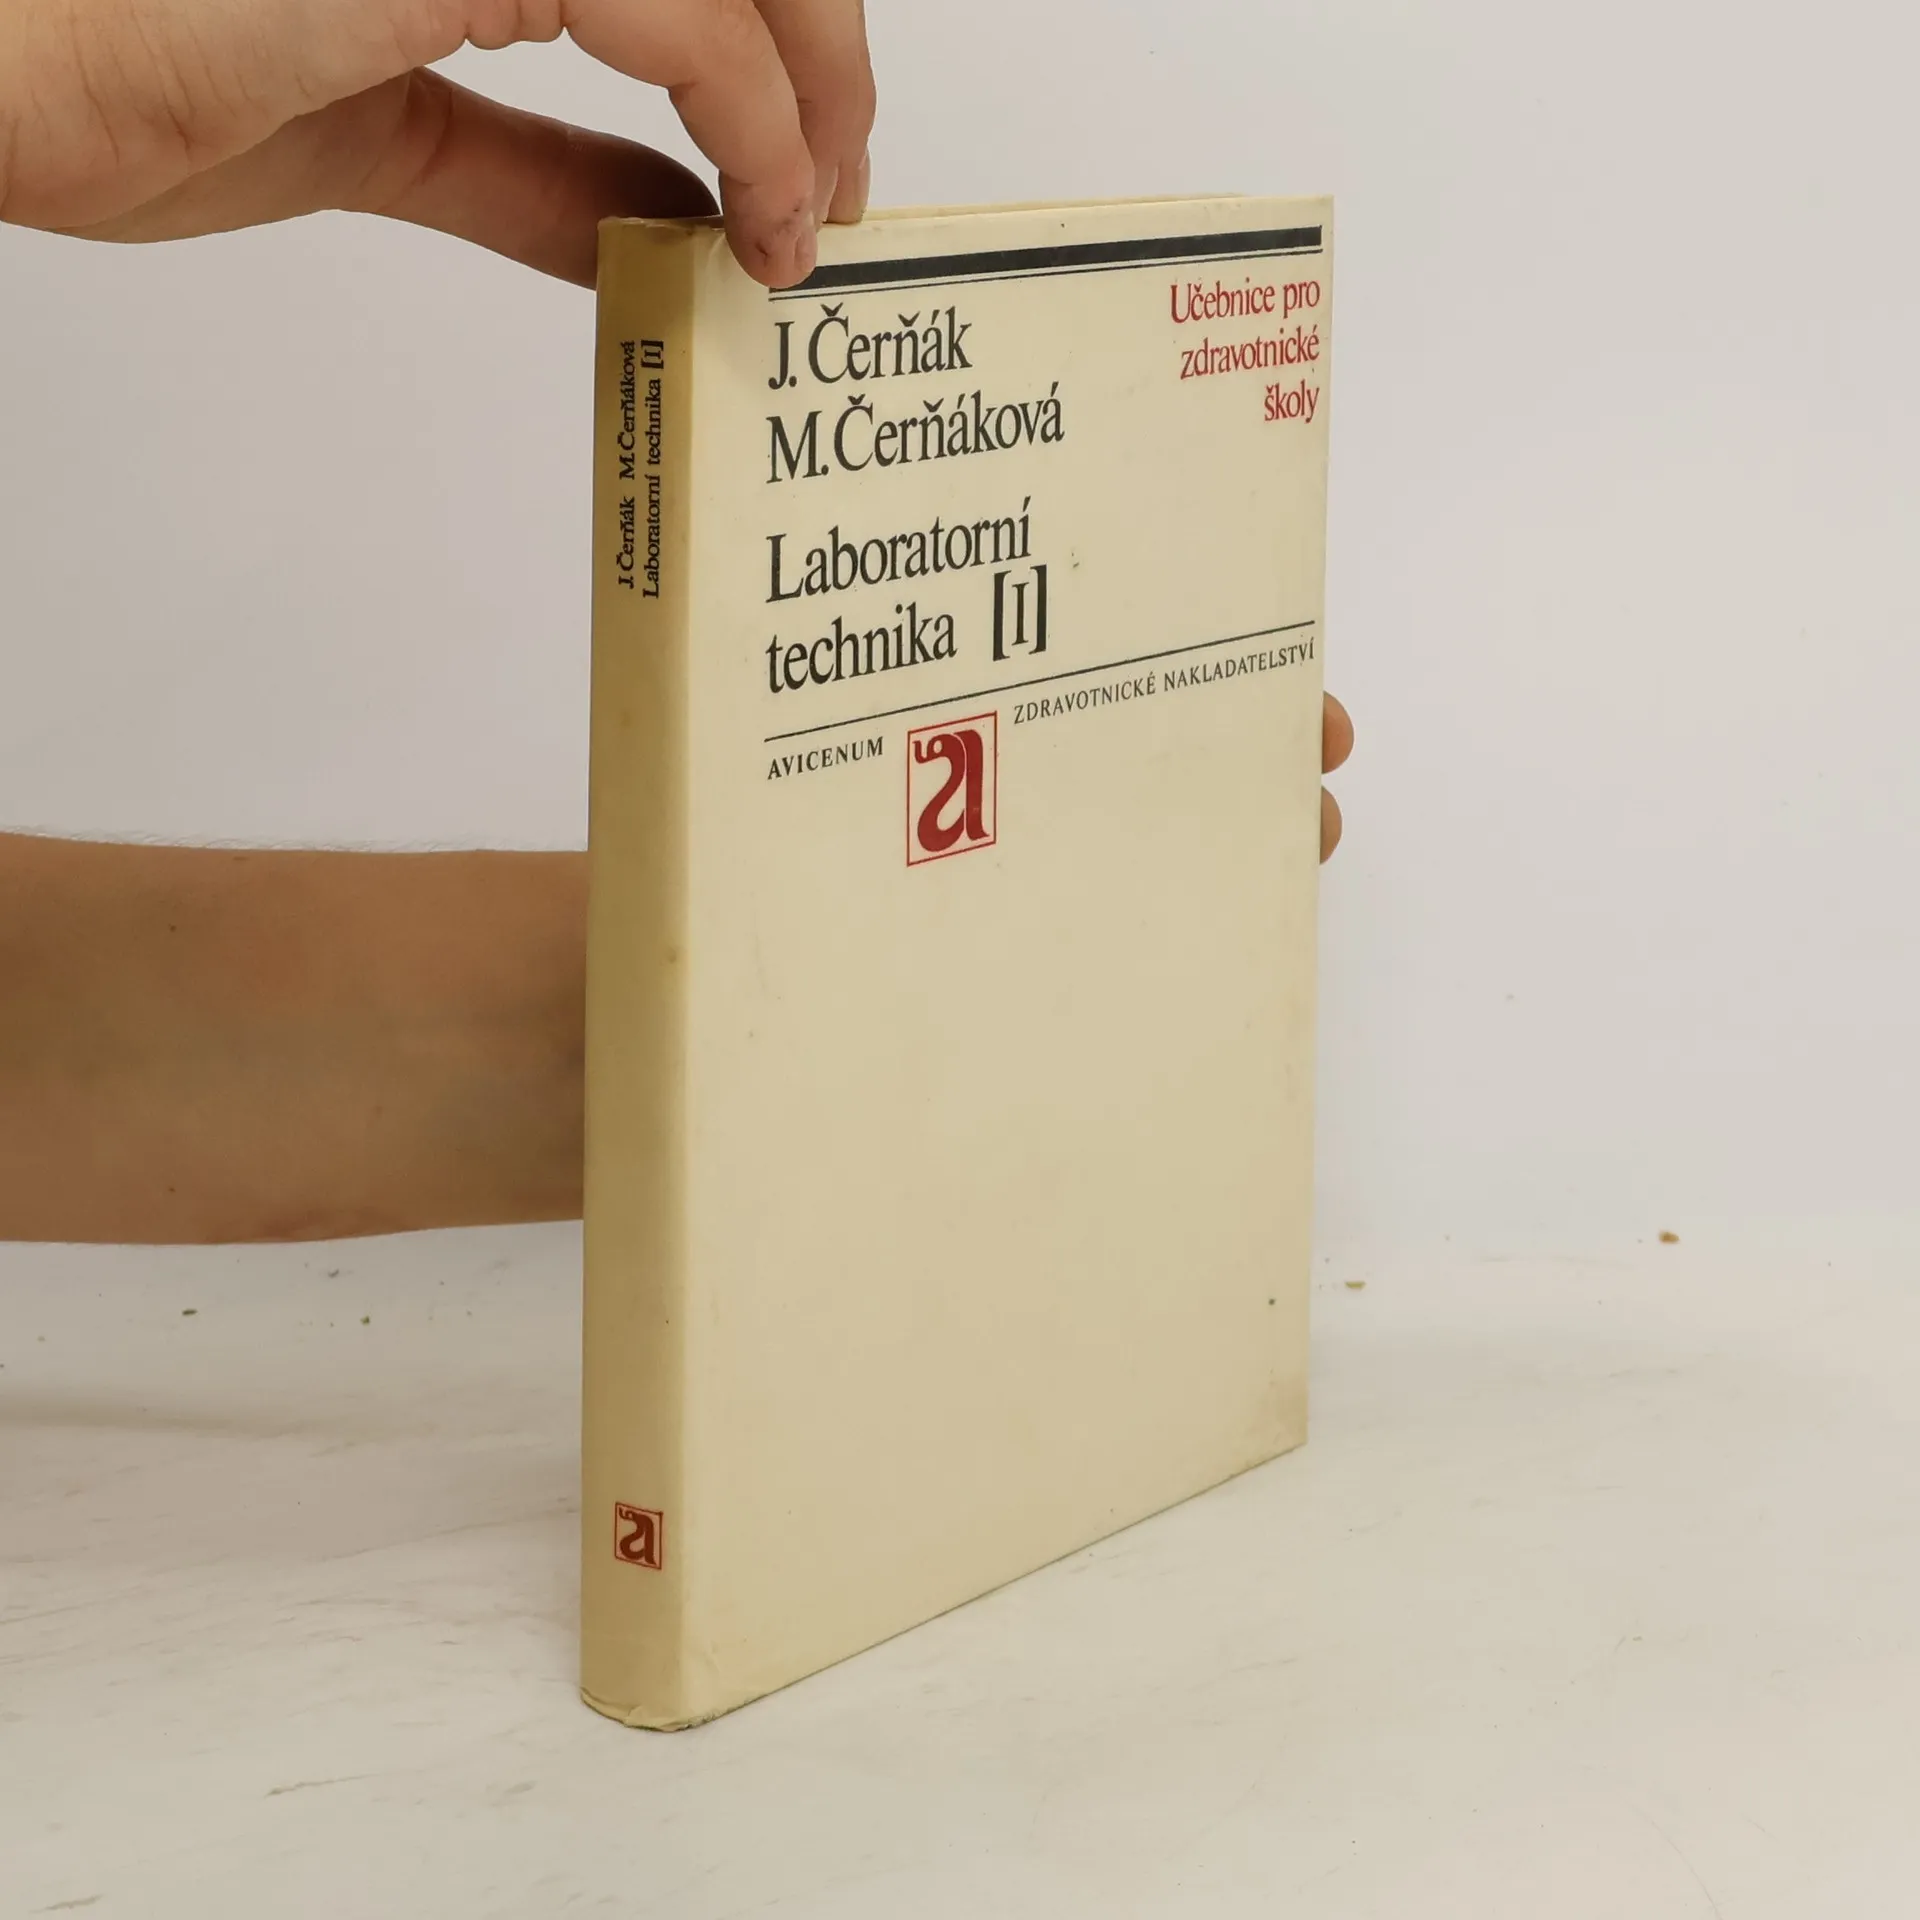 J. Čerňák M. Čerňáková
Laboratorní technika [I]
J. Čerňák
M. Čerňáková
Učebnice pro
zdravotnické
školy
Laboratorní
technika [I]
AVICENUM ZDRAVOTNICKÉ NAKLADATELSTVÍ